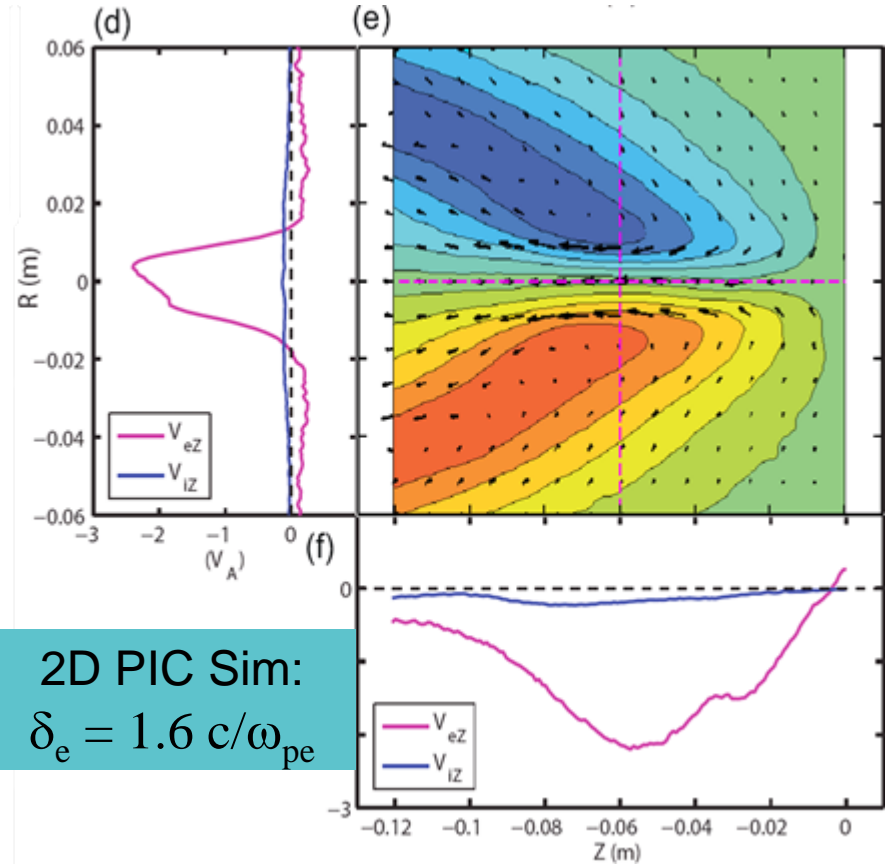 (d)
(e)
0.06
0.04
0.02
0
−0.02
−0.04
−0.06
R (m)
V_eZ
V_iZ
−3 −2 −1 0
(V_A)
(f)
0
−3
V_eZ
V_iZ
−0.12 −0.10 −0.08 −0.06 −0.04 −0.02 0
Z (m)
2D PIC Sim:
δ_e = 1.6 c/ω_pe